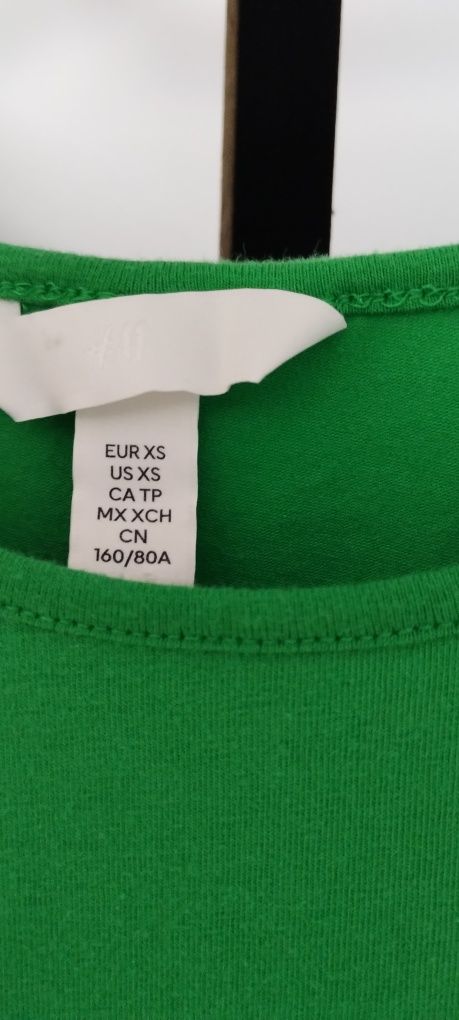 EUR XS
US XS
CA TP
MX XCH
CN
160/80A